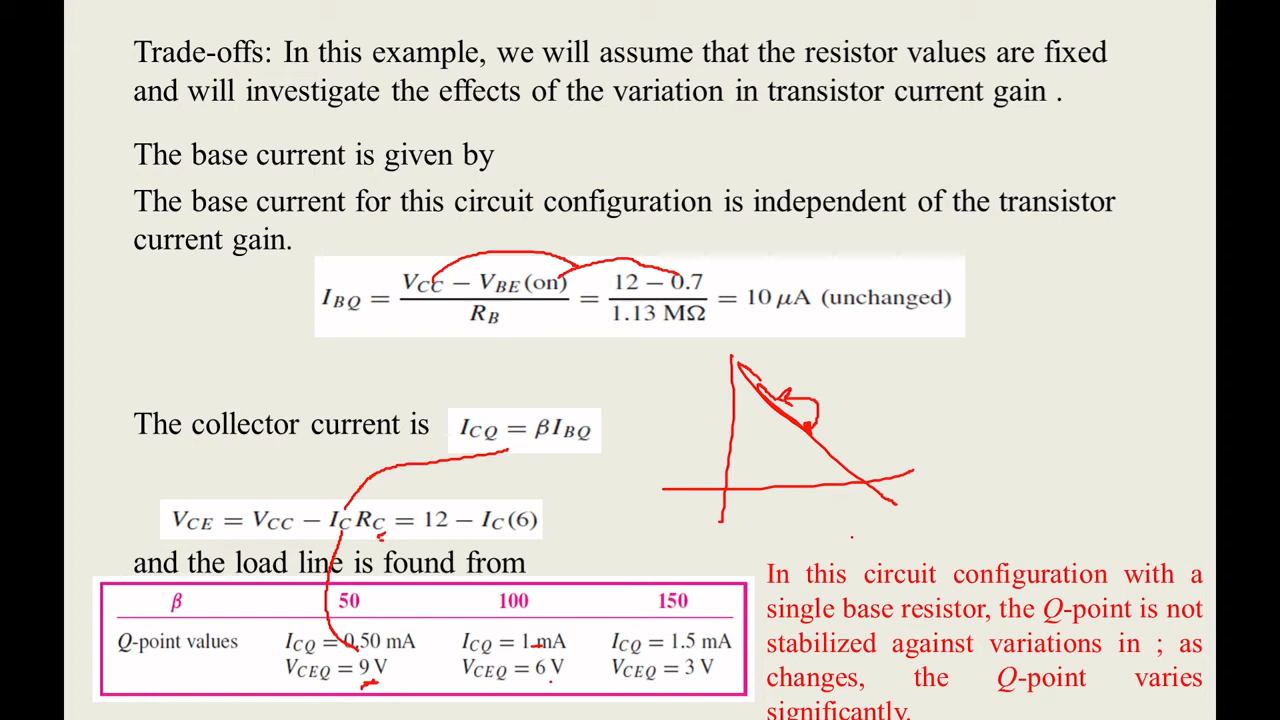 Trade-offs: In this example, we will assume that the resistor values are fixed
and will investigate the effects of the variation in transistor current gain .
The base current is given by
The base current for this circuit configuration is independent of the transistor
current gain.
I_BQ = (V_CC − V_BE(on)) / R_B = (12 − 0.7) / 1.13 MΩ = 10 μA (unchanged)
The collector current is I_CQ = βI_BQ
V_CE = V_CC − I_C R_C = 12 − I_C(6)
and the load line is found from
β 50 100 150
Q-point values I_CQ = 0.50 mA I_CQ = 1 mA I_CQ = 1.5 mA
V_CEQ = 9 V V_CEQ = 6 V V_CEQ = 3 V
In this circuit configuration with a
single base resistor, the Q-point is not
stabilized against variations in ; as
changes, the Q-point varies
significantly.